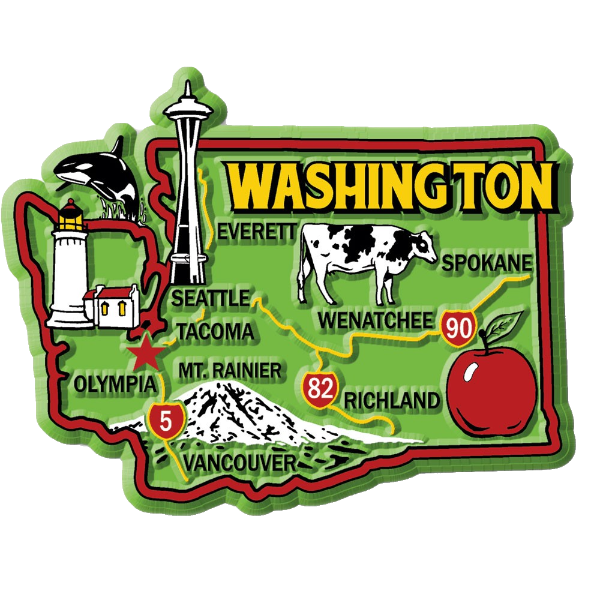 WASHINGTON
EVERETT
SPOKANE
SEATTLE
WENATCHEE
90
TACOMA
MT. RAINIER
OLYMPIA
82
RICHLAND
5
VANCOUVER